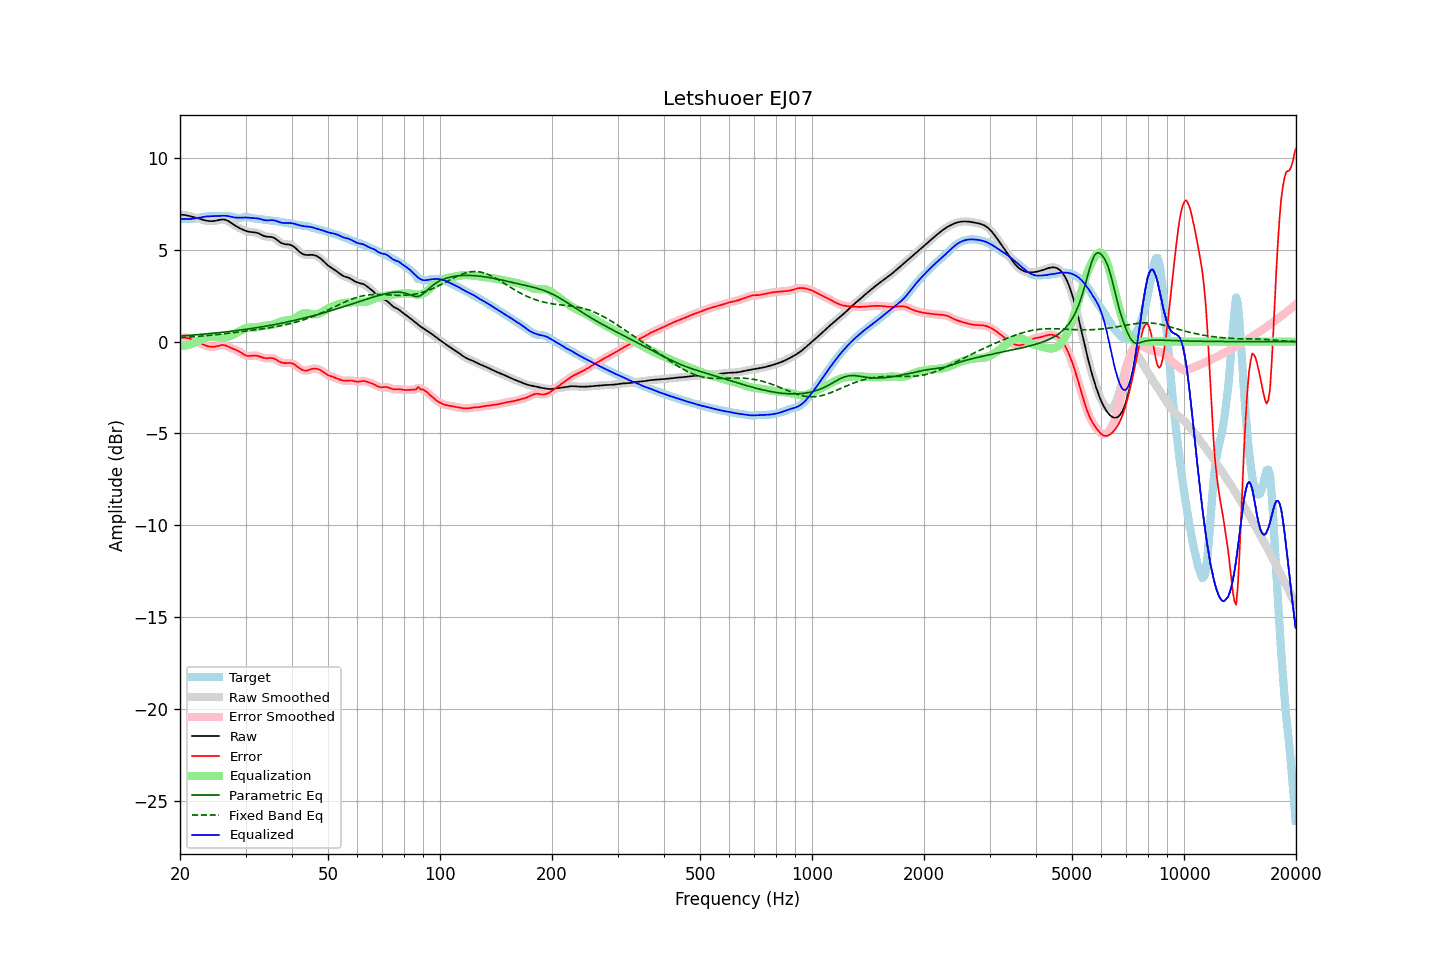 Letshuoer EJ07
Amplitude (dBr)
10
5
0
−5
−10
−15
−20
−25
Target
Raw Smoothed
Error Smoothed
Raw
Error
Equalization
Parametric Eq
Fixed Band Eq
Equalized
20 50 100 200 500 1000 2000 5000 10000 20000
Frequency (Hz)